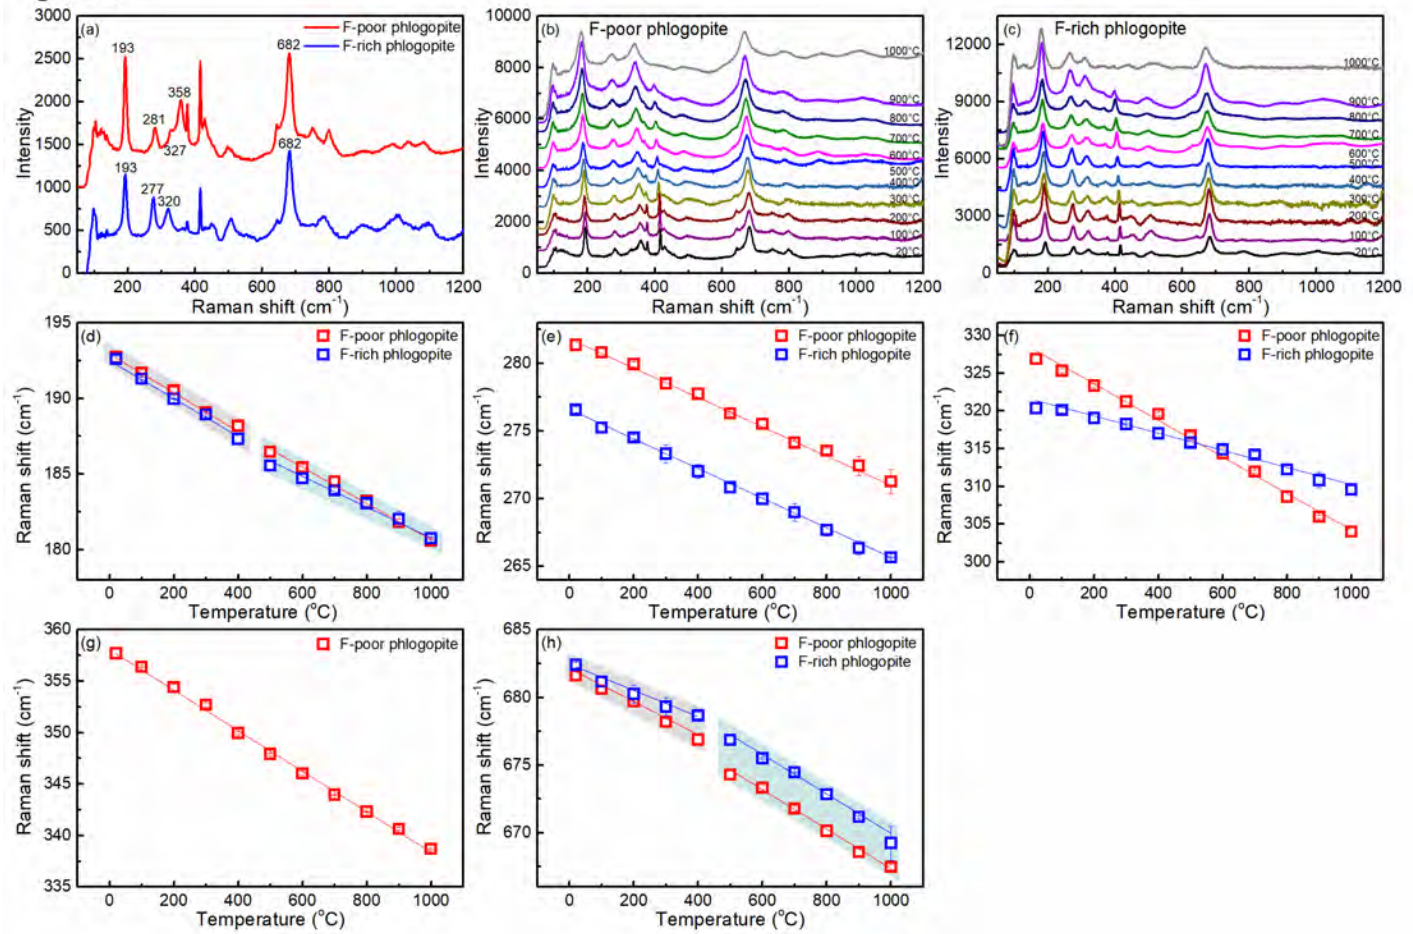 (a)
F-poor phlogopite
F-rich phlogopite
193
281
327
358
682
193
277
320
682
3000
2500
2000
1500
1000
500
0
Intensity
200 400 600 800 1000 1200
Raman shift (cm⁻¹)
(b) F-poor phlogopite
1000°C
900°C
800°C
700°C
600°C
500°C
400°C
300°C
200°C
100°C
20°C
10000
8000
6000
4000
2000
0
Intensity
200 400 600 800 1000 1200
Raman shift (cm⁻¹)
(c) F-rich phlogopite
1000°C
900°C
800°C
700°C
600°C
500°C
400°C
300°C
200°C
100°C
20°C
12000
9000
6000
3000
0
Intensity
200 400 600 800 1000 1200
Raman shift (cm⁻¹)
(d)
F-poor phlogopite
F-rich phlogopite
195
190
185
180
Raman shift (cm⁻¹)
0 200 400 600 800 1000
Temperature (°C)
(e)
F-poor phlogopite
F-rich phlogopite
280
275
270
265
Raman shift (cm⁻¹)
0 200 400 600 800 1000
Temperature (°C)
(f)
F-poor phlogopite
F-rich phlogopite
330
325
320
315
310
305
300
Raman shift (cm⁻¹)
0 200 400 600 800 1000
Temperature (°C)
(g)
F-poor phlogopite
360
355
350
345
340
335
Raman shift (cm⁻¹)
0 200 400 600 800 1000
Temperature (°C)
(h)
F-poor phlogopite
F-rich phlogopite
685
680
675
670
Raman shift (cm⁻¹)
0 200 400 600 800 1000
Temperature (°C)